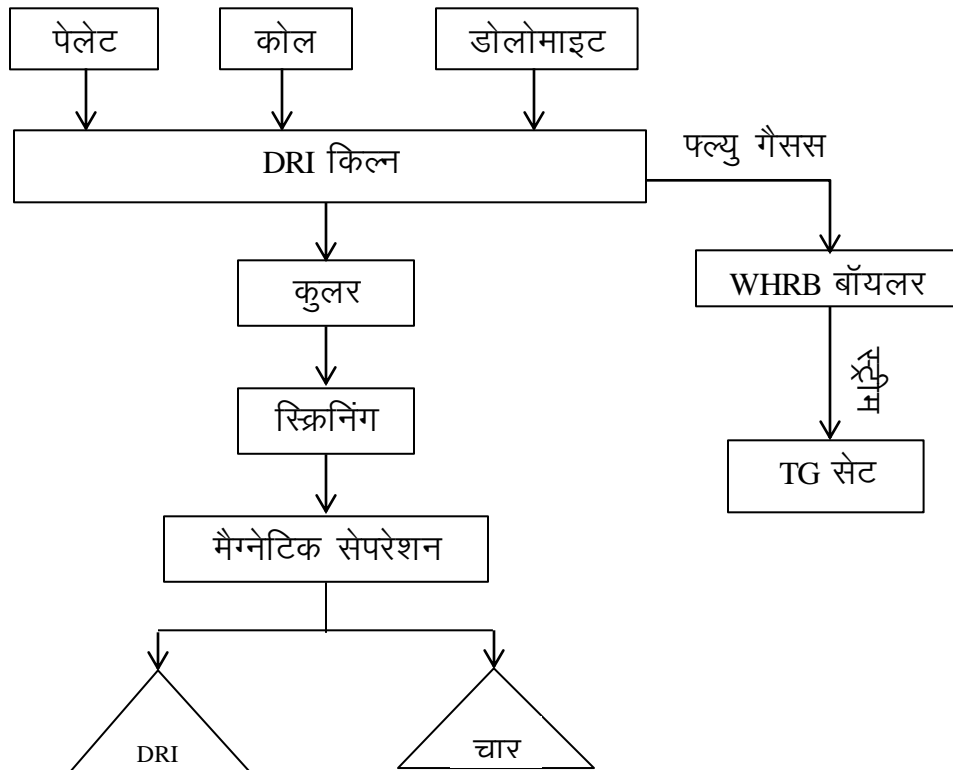 पेलेट
कोल
डोलोमाइट
DRI किल्न
फ्ल्यु गैसस
कुलर
WHRB बॉयलर
स्ट्रीम
स्क्रिनिंग
TG सेट
मैग्नेटिक सेपरेशन
DRI
चार